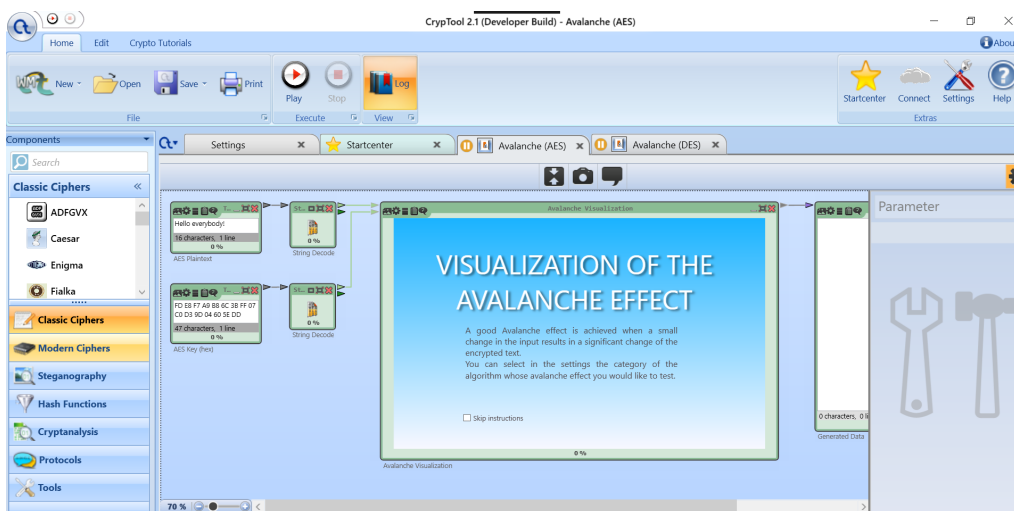 CrypTool 2.1 (Developer Build) - Avalanche (AES)
Home Edit Crypto Tutorials
New Open Save Print Play Stop Log Startcenter Connect Settings Help
File Execute View Extras
Components
Settings Startcenter Avalanche (AES) Avalanche (DES)
Search
Classic Ciphers
ADFGVX
Caesar
Enigma
Fialka
Classic Ciphers
Modern Ciphers
Steganography
Hash Functions
Cryptanalysis
Protocols
Tools
Hello everybody!
16 characters, 1 line
0 %
AES Plaintext
St...
0 %
String Decode
FD E8 F7 A9 B8 6C 3B FF 07
C0 D3 9D 04 60 5E DD
47 characters, 1 line
0 %
AES Key (hex)
St...
0 %
String Decode
Avalanche Visualization
VISUALIZATION OF THE
AVALANCHE EFFECT
A good Avalanche effect is achieved when a small
change in the input results in a significant change of the
encrypted text.
You can select in the settings the category of the
algorithm whose avalanche effect you would like to test.
Skip instructions
0 %
Avalanche Visualization
0 characters, 0 li
Generated Data
Parameter
70 %